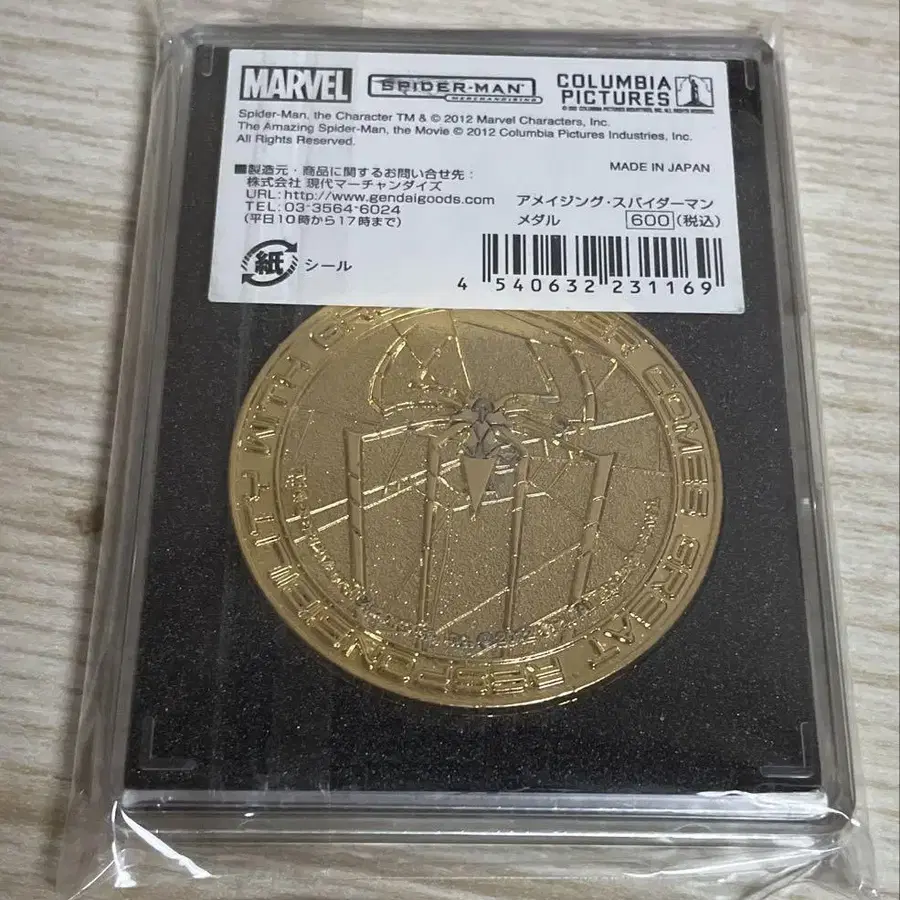 MARVEL
SPIDER-MAN
MERCHANDISING
COLUMBIA
PICTURES
Spider-Man, the Character TM & © 2012 Marvel Characters, Inc.
The Amazing Spider-Man, the Movie © 2012 Columbia Pictures Industries, Inc.
All Rights Reserved.
MADE IN JAPAN
■製造元・商品に関するお問い合せ先：
株式会社 現代マーチャンダイズ
URL: http://www.gendaigoods.com
TEL: 03-3564-6024
(平日10時から17時まで)
アメイジング・スパイダーマン
メダル 600(税込)
紙 シール
4 540632 231169
WITH COMES GREAT RESPONSIBILITY